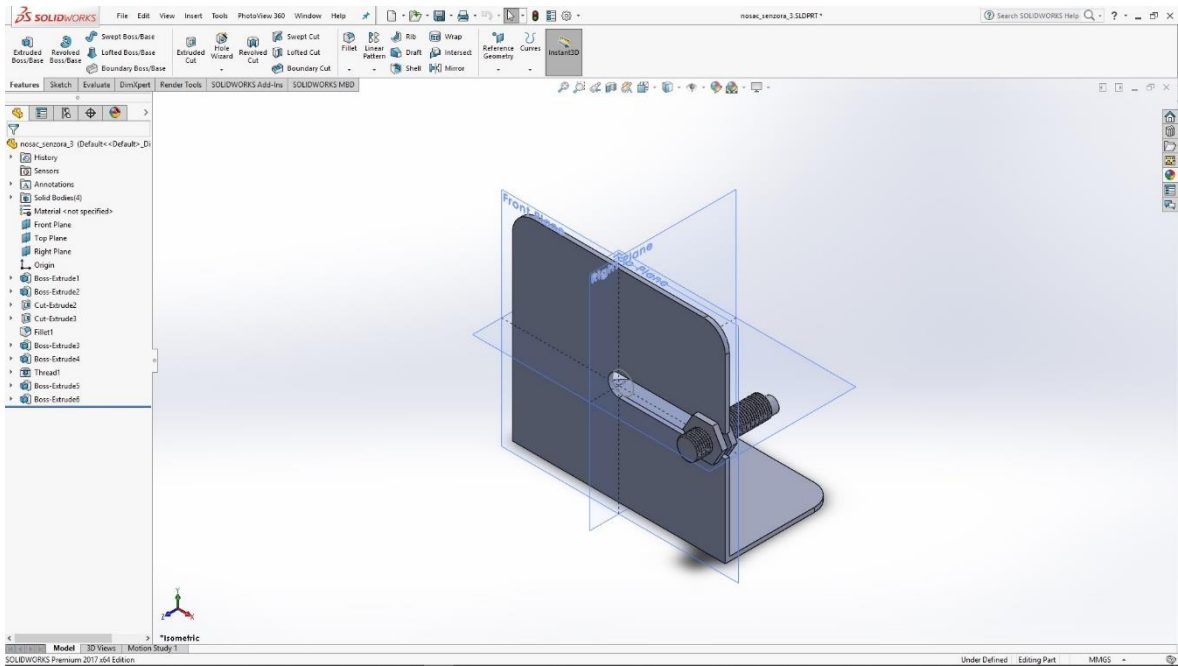 SOLIDWORKS File Edit View Insert Tools PhotoView 360 Window Help nosac_senzora_3.SLDPRT * Search SOLIDWORKS Help
Extruded Boss/Base Revolved Boss/Base Swept Boss/Base Lofted Boss/Base Boundary Boss/Base Extruded Cut Hole Wizard Revolved Cut Swept Cut Lofted Cut Boundary Cut Fillet Linear Pattern Rib Draft Shell Wrap Intersect Mirror Reference Geometry Curves Instant3D
Features Sketch Evaluate DimXpert Render Tools SOLIDWORKS Add-Ins SOLIDWORKS MBD
nosac_senzora_3 (Default<<Default>_Di
History
Sensors
Annotations
Solid Bodies(4)
Material <not specified>
Front Plane
Top Plane
Right Plane
Origin
Boss-Extrude1
Boss-Extrude2
Cut-Extrude2
Cut-Extrude3
Fillet1
Boss-Extrude3
Boss-Extrude4
Thread1
Boss-Extrude5
Boss-Extrude6
Front Plane
Plane
Y
Z X
*Isometric
Model 3D Views Motion Study 1
SOLIDWORKS Premium 2017 x64 Edition Under Defined Editing Part MMGS